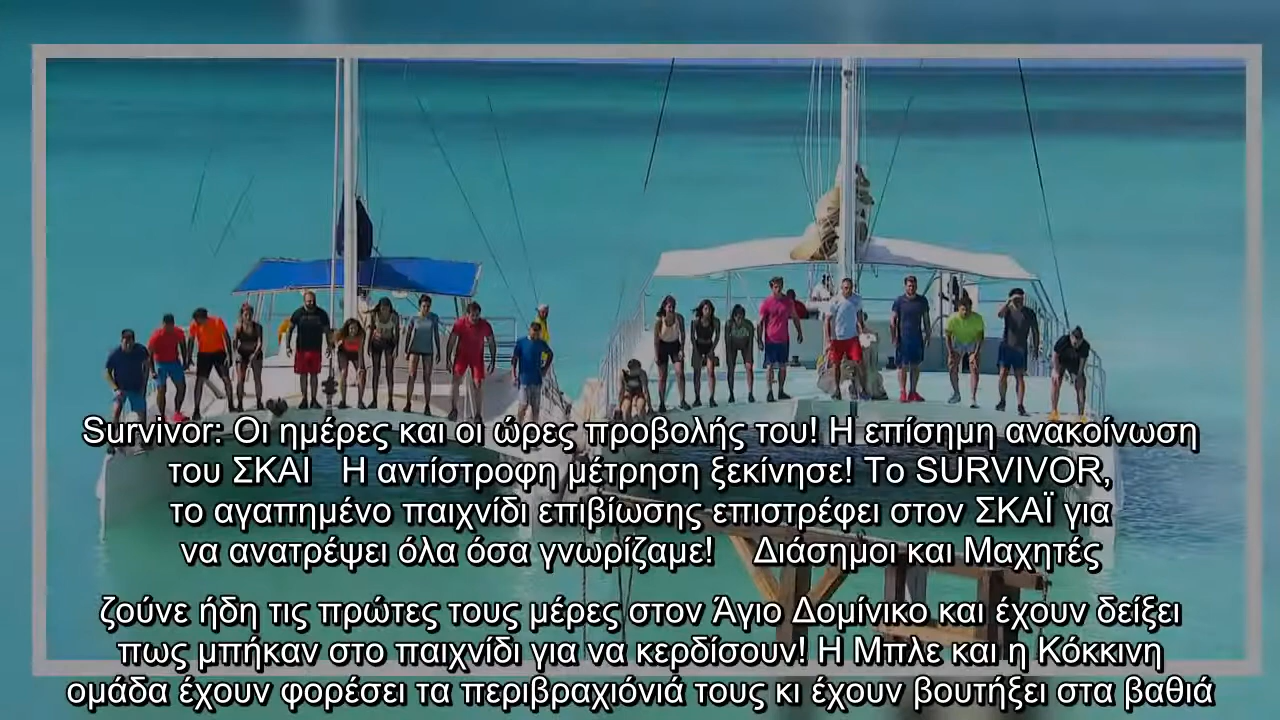 Survivor: Οι ημέρες και οι ώρες προβολής του! Η επίσημη ανακοίνωση
του ΣΚΑΙ   Η αντίστροφη μέτρηση ξεκίνησε! Το SURVIVOR,
το αγαπημένο παιχνίδι επιβίωσης επιστρέφει στον ΣΚΑΪ για
να ανατρέψει όλα όσα γνωρίζαμε!    Διάσημοι και Μαχητές
ζούνε ήδη τις πρώτες τους μέρες στον Άγιο Δομίνικο και έχουν δείξει
πως μπήκαν στο παιχνίδι για να κερδίσουν! Η Μπλε και η Κόκκινη
ομάδα έχουν φορέσει τα περιβραχιόνιά τους κι έχουν βουτήξει στα βαθιά